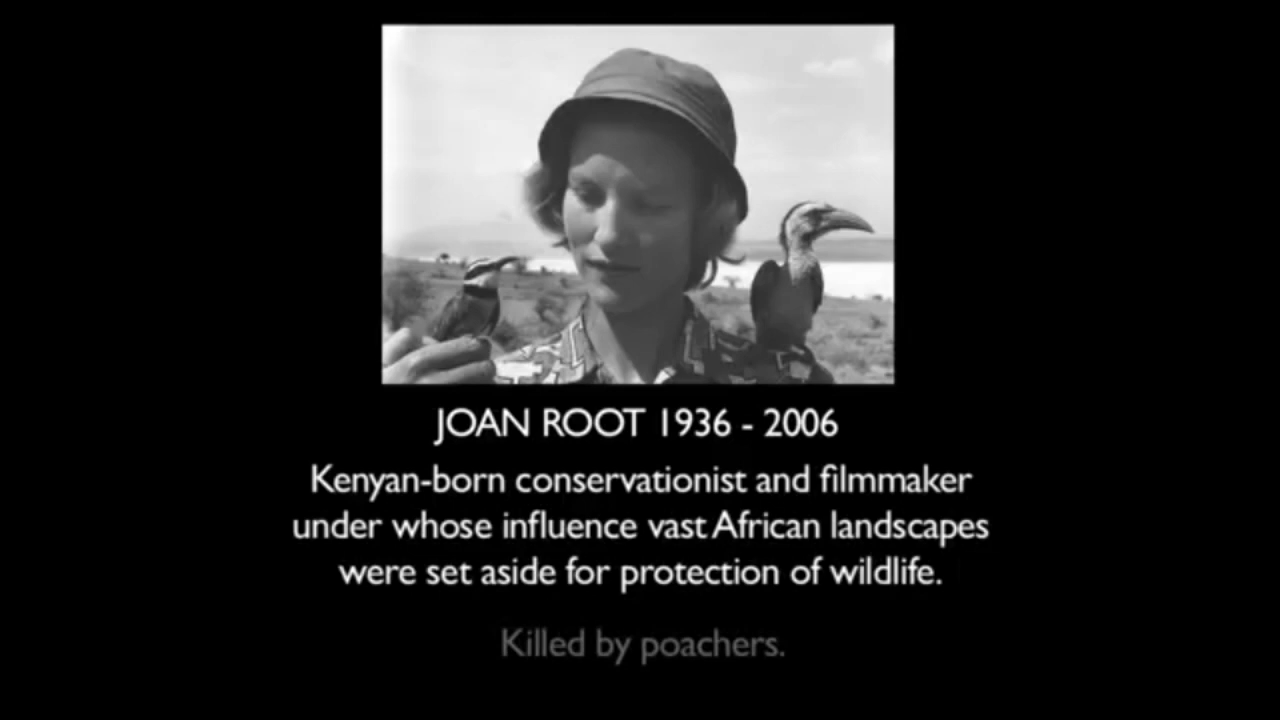 JOAN ROOT 1936 - 2006
Kenyan-born conservationist and filmmaker
under whose influence vast African landscapes
were set aside for protection of wildlife.
Killed by poachers.